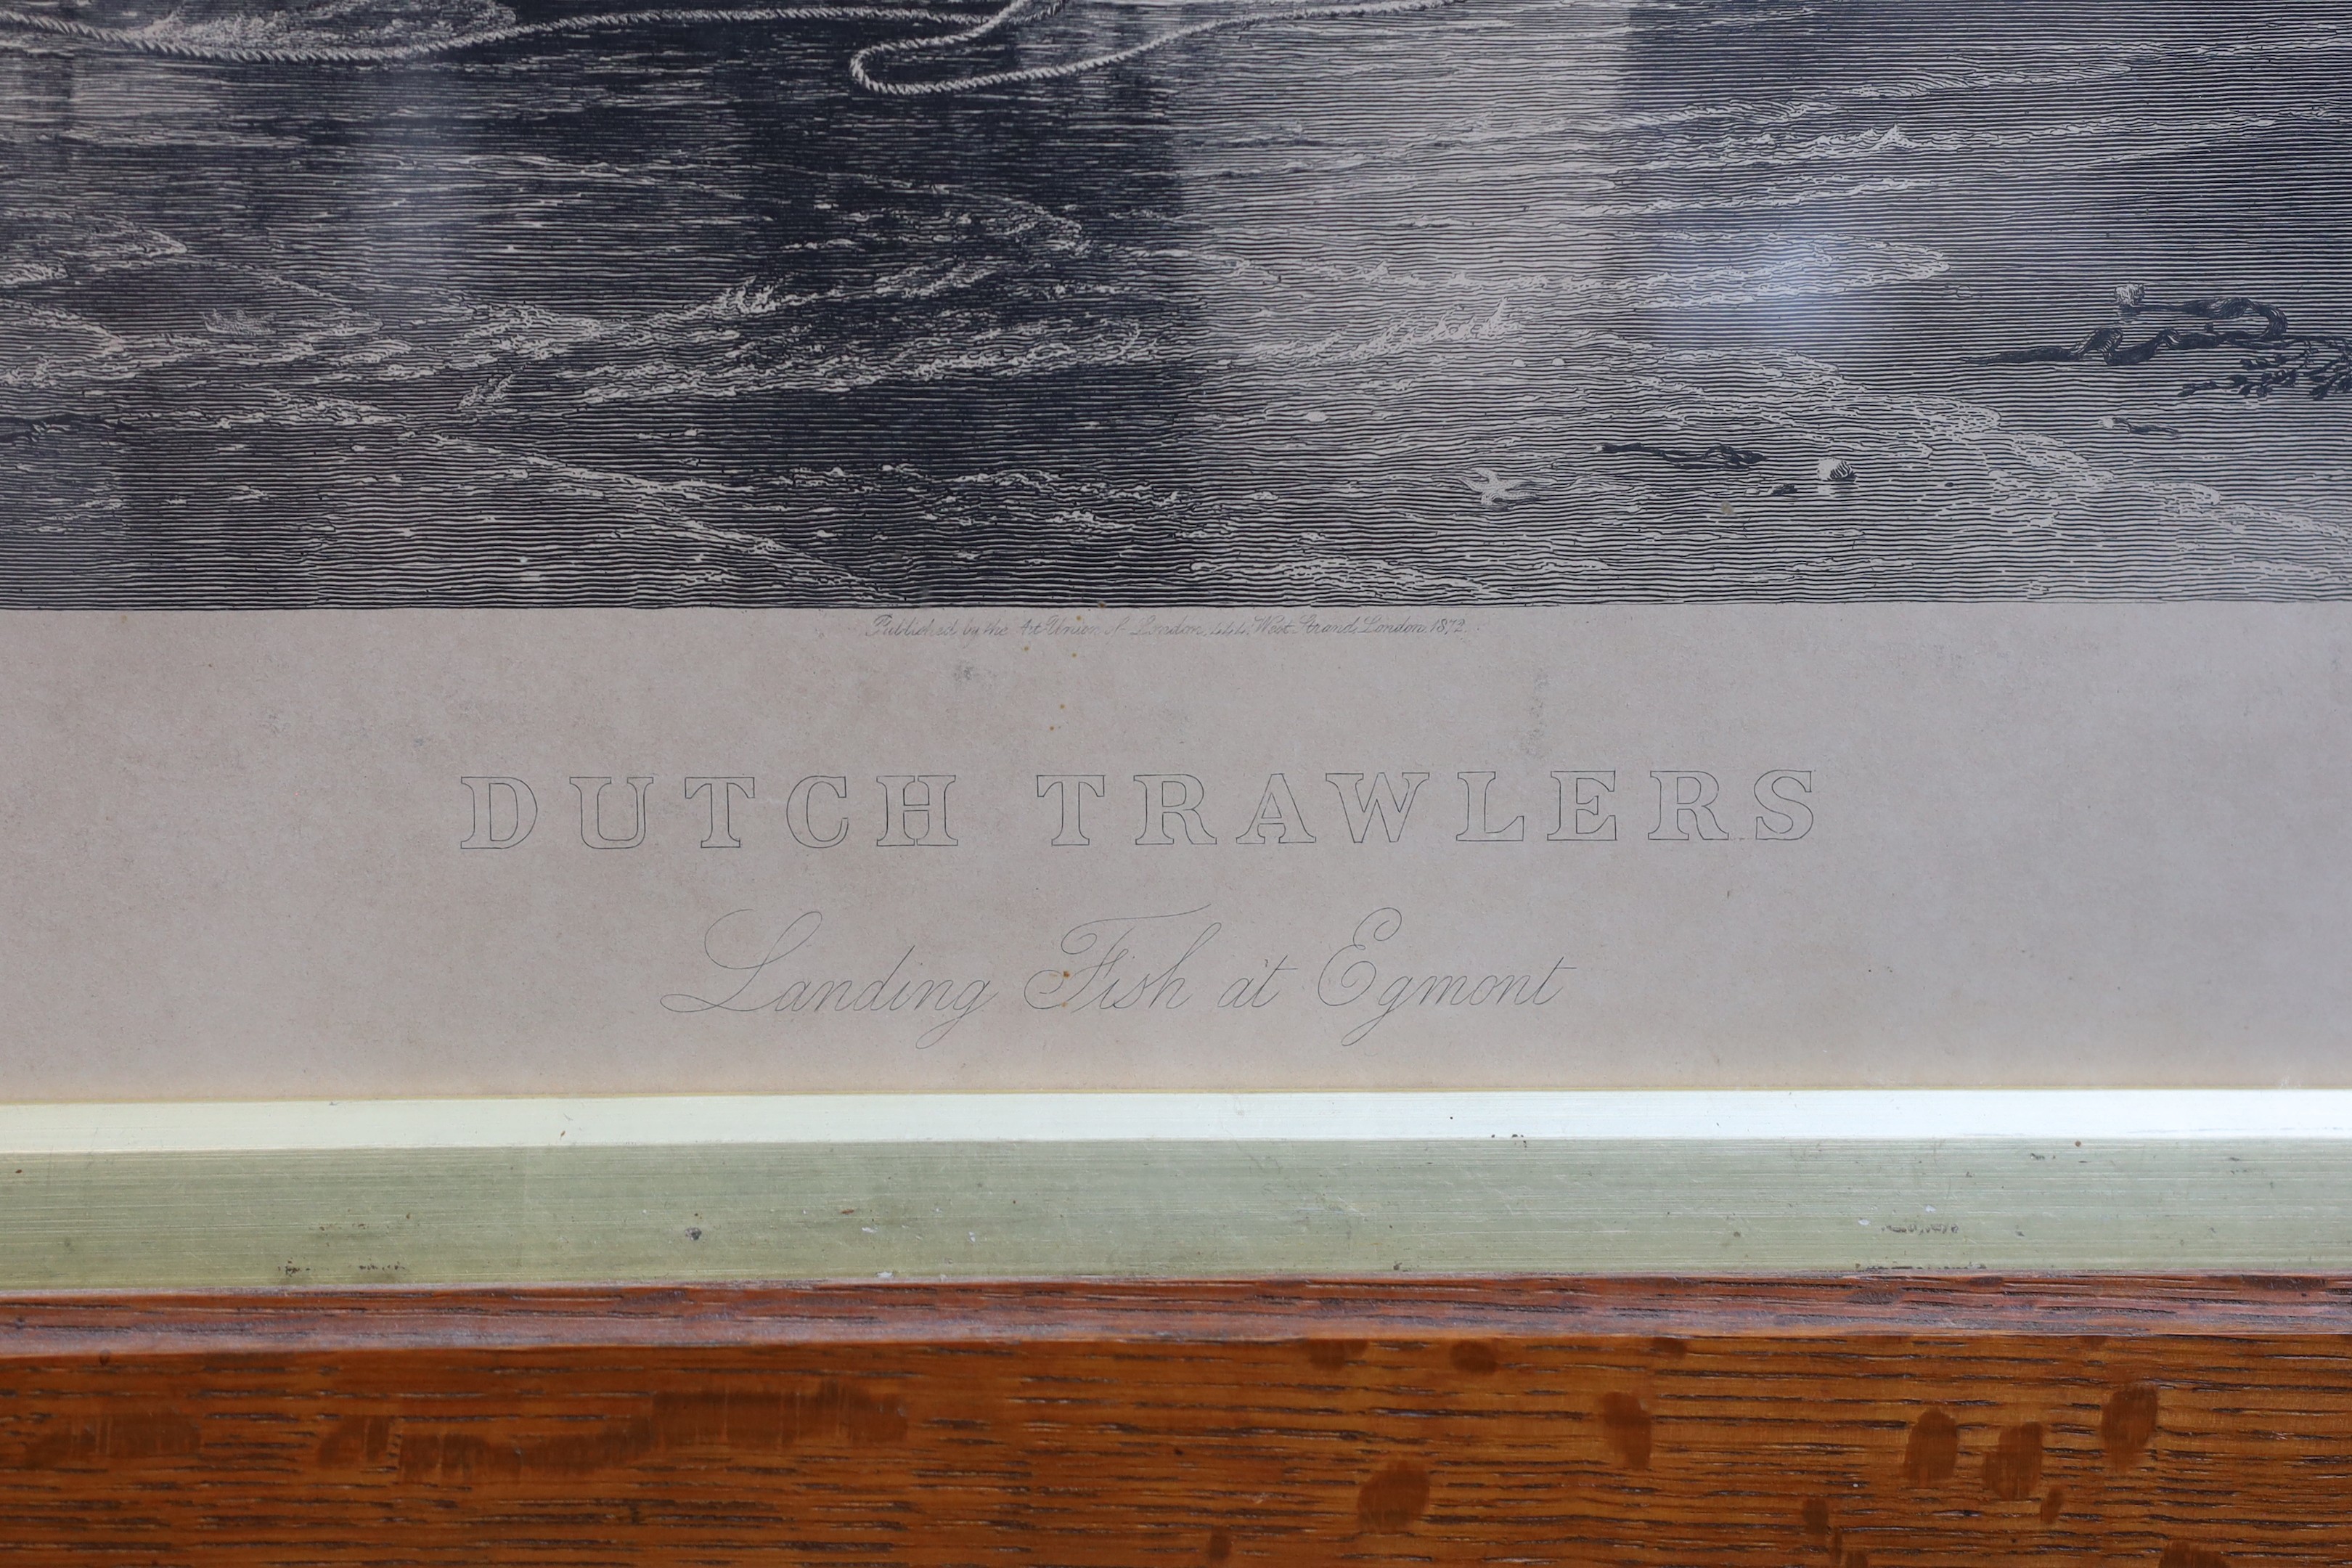 Published by the Art Union of London, 444, West Strand, London, 1872.
DUTCH TRAWLERS
Landing Fish at Egmont